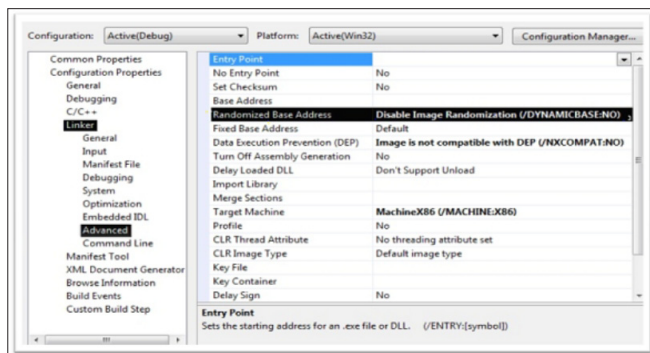 Configuration: Active(Debug) Platform: Active(Win32) Configuration Manager...
Common Properties
Configuration Properties
General
Debugging
C/C++
Linker
General
Input
Manifest File
Debugging
System
Optimization
Embedded IDL
Advanced
Command Line
Manifest Tool
XML Document Generator
Browse Information
Build Events
Custom Build Step
Entry Point
No Entry Point No
Set Checksum No
Base Address
Randomized Base Address Disable Image Randomization (/DYNAMICBASE:NO)
Fixed Base Address Default
Data Execution Prevention (DEP) Image is not compatible with DEP (/NXCOMPAT:NO)
Turn Off Assembly Generation No
Delay Loaded DLL Don't Support Unload
Import Library
Merge Sections
Target Machine MachineX86 (/MACHINE:X86)
Profile No
CLR Thread Attribute No threading attribute set
CLR Image Type Default image type
Key File
Key Container
Delay Sign No
Entry Point
Sets the starting address for an .exe file or DLL. (/ENTRY:[symbol])